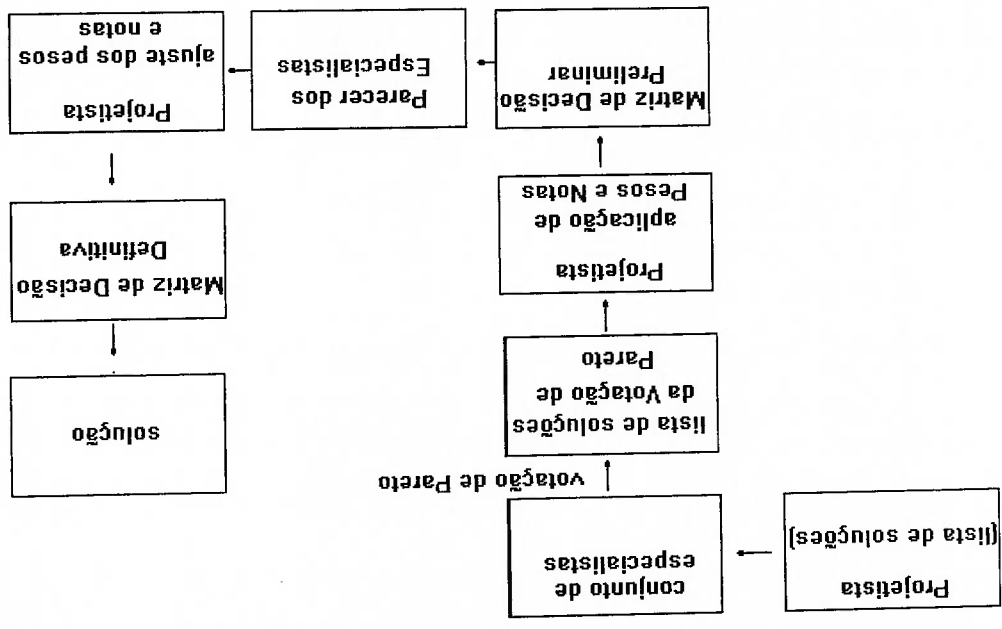 Projetista
(lista de soluções)
conjunto de
especialistas
votação de Pareto
lista de soluções
da Votação de
Pareto
Projetista
aplicação de
Pesos e Notas
Matriz de Decisão
Preliminar
Parecer dos
Especialistas
Projetista
ajuste dos pesos
e notas
Matriz de Decisão
Definitiva
solução